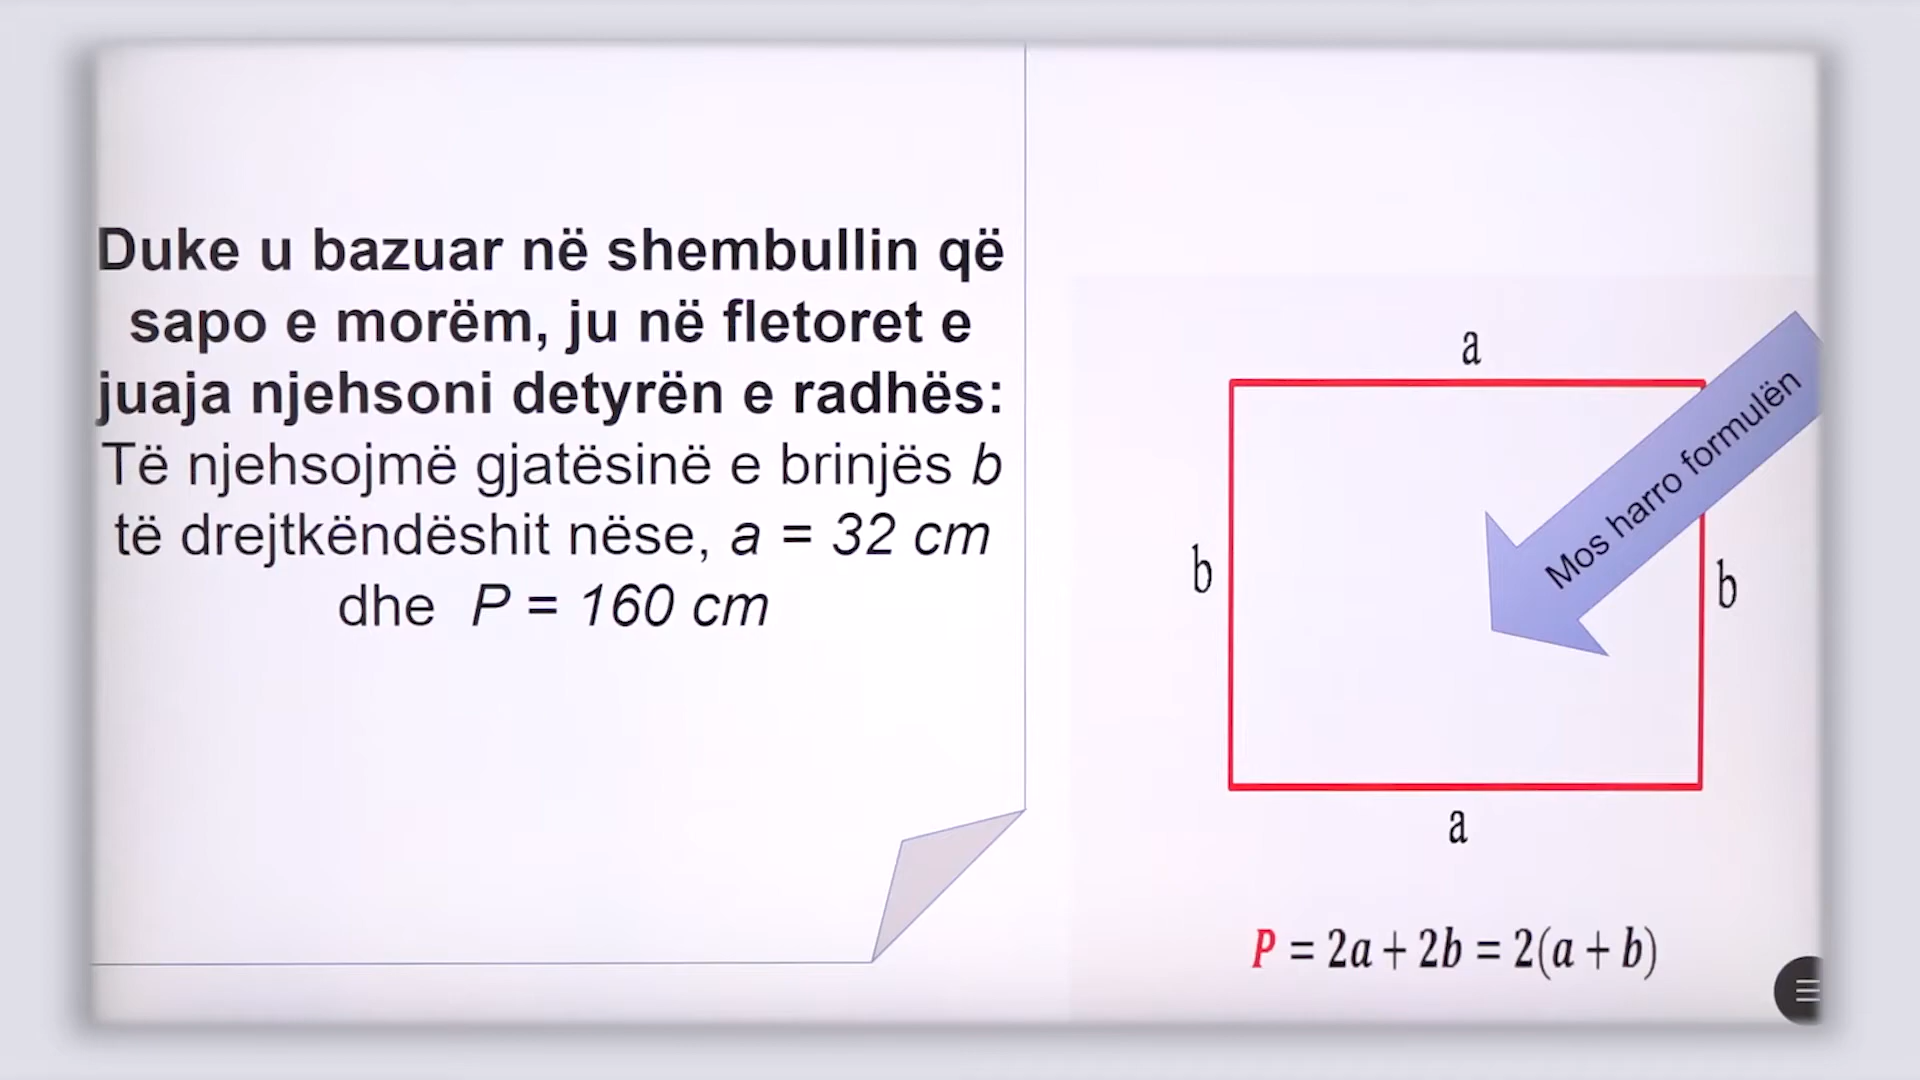 Duke u bazuar në shembullin që
sapo e morëm, ju në fletoret e
juaja njehsoni detyrën e radhës:
Të njehsojmë gjatësinë e brinjës b
të drejtkëndëshit nëse, a = 32 cm
dhe P = 160 cm
a
Mos harro formulën
b
b
a
P = 2a + 2b = 2(a + b)